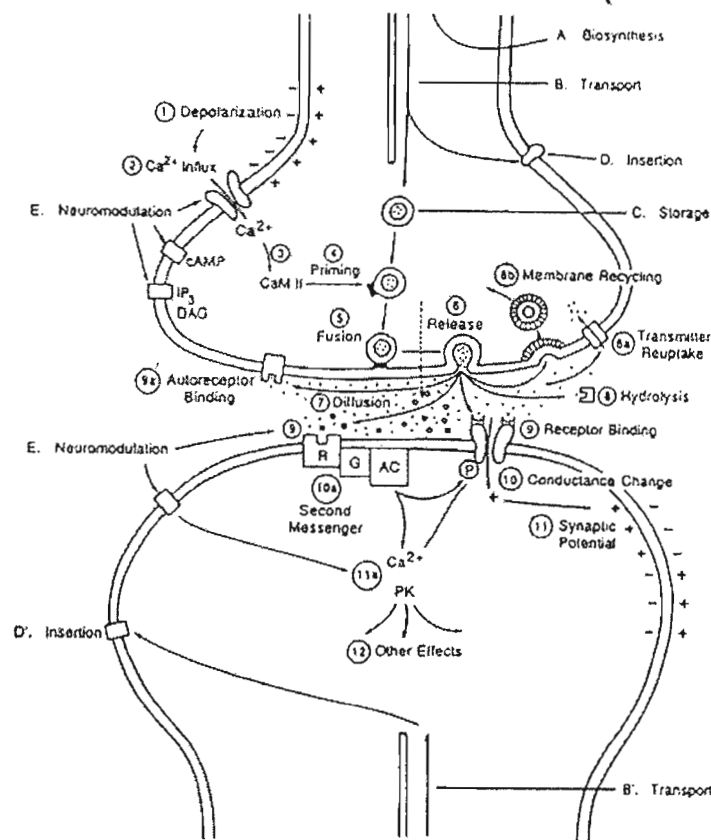 A. Biosynthesis
B. Transport
① Depolarization
② Ca²⁺ Influx
D. Insertion
E. Neuromodulation
C. Storage
Ca²⁺
③
④
Priming
cAMP
CaM II
IP₃
DAG
8b Membrane Recycling
⑤
Fusion
⑥
Release
8a Transmitter
Reuptake
9a' Autoreceptor
Binding
⑦ Diffusion
⑧ Hydrolysis
E. Neuromodulation
⑨
⑨ Receptor Binding
R
G
AC
P
⑩ Conductance Change
10a
Second
Messenger
⑪ Synaptic
Potential
11a
Ca²⁺
PK
D'. Insertion
⑫ Other Effects
B'. Transport